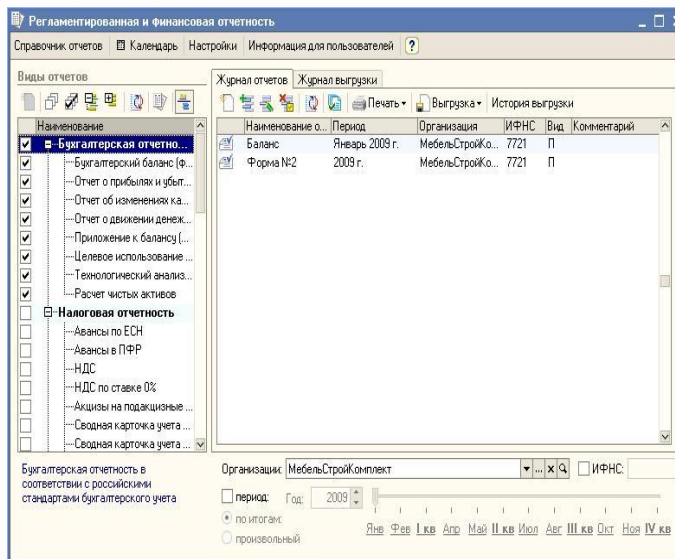 Регламентированная и финансовая отчетность
Справочник отчетов Календарь Настройки Информация для пользователей ?
Виды отчетов
Журнал отчетов Журнал выгрузки
Печать Выгрузка История выгрузки
Наименование
Бухгалтерская отчетно...
Бухгалтерский баланс (ф...
Отчет о прибылях и убыт...
Отчет об изменениях ка...
Отчет о движении денеж...
Приложение к балансу (...
Целевое использование ...
Технологический анализ...
Расчет чистых активов
Налоговая отчетность
Авансы по ЕСН
Авансы в ПФР
НДС
НДС по ставке 0%
Акцизы на подакцизные ...
Сводная карточка учета ...
Сводная карточка учета ...
Наименование о... Период Организация ИФНС Вид Комментарий
Баланс Январь 2009 г. МебельСтройКо... 7721 П
Форма №2 2009 г. МебельСтройКо... 7721 П
Бухгалтерская отчетность в
соответствии с российскими
стандартами бухгалтерского учета
Организации: МебельСтройКомплект ... x ИФНС:
период: Год: 2009
по итогам:
произвольный
Янв Фев I кв Апр Май II кв Июл Авг III кв Окт Ноя IV кв